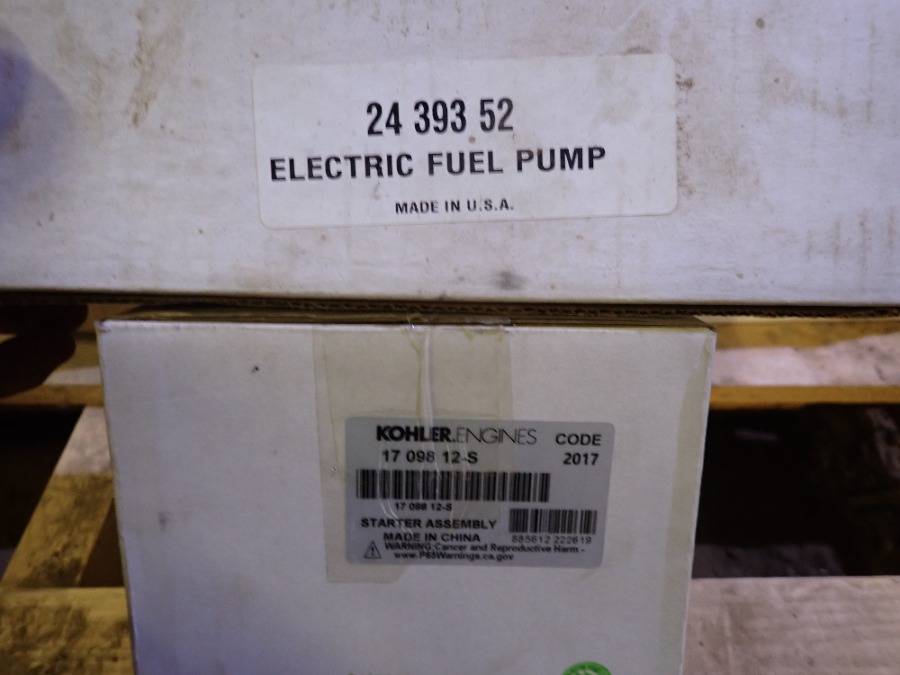 24 393 52
ELECTRIC FUEL PUMP
MADE IN U.S.A.
KOHLER.ENGINES CODE
17 098 12-S 2017
17 098 12-S
STARTER ASSEMBLY
MADE IN CHINA 885612 222619
WARNING:Cancer and Reproductive Harm -
www.P65Warnings.ca.gov